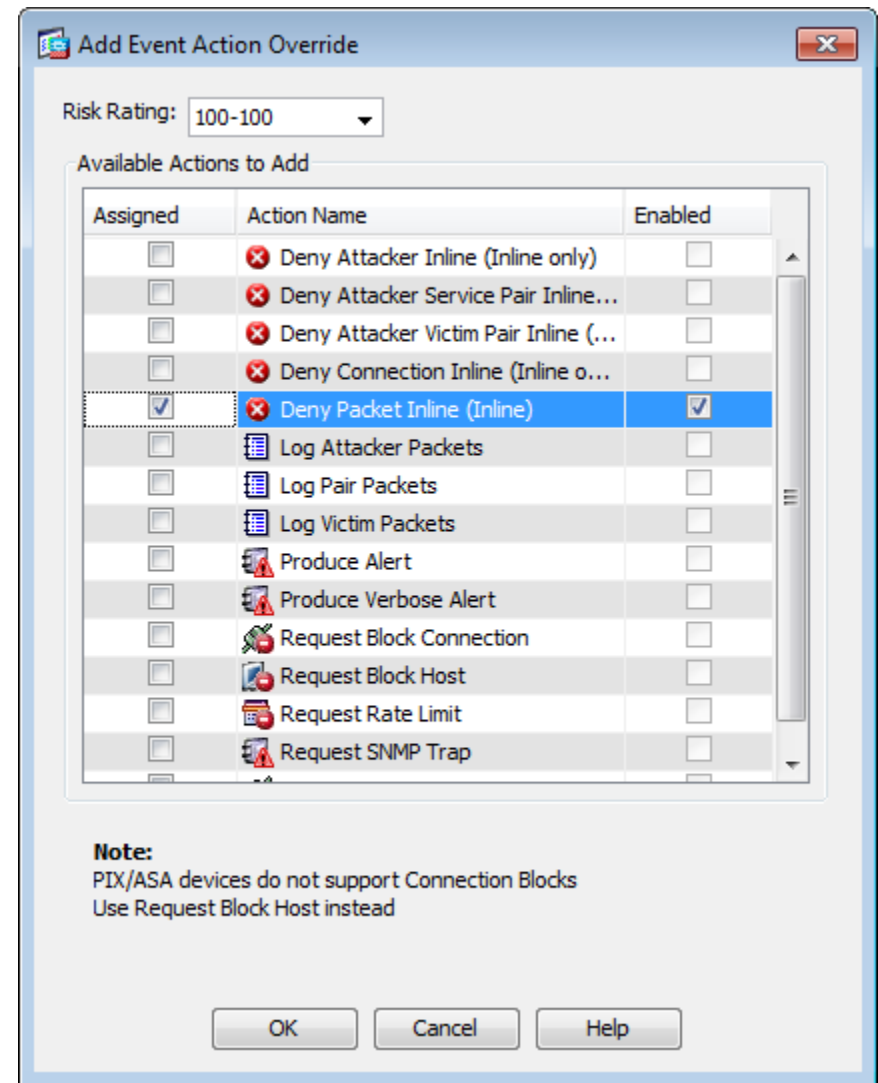 Add Event Action Override
Risk Rating: 100-100
Available Actions to Add
Assigned Action Name Enabled
Deny Attacker Inline (Inline only)
Deny Attacker Service Pair Inline...
Deny Attacker Victim Pair Inline (...
Deny Connection Inline (Inline o...
Deny Packet Inline (Inline)
Log Attacker Packets
Log Pair Packets
Log Victim Packets
Produce Alert
Produce Verbose Alert
Request Block Connection
Request Block Host
Request Rate Limit
Request SNMP Trap
Note:
PIX/ASA devices do not support Connection Blocks
Use Request Block Host instead
OK Cancel Help